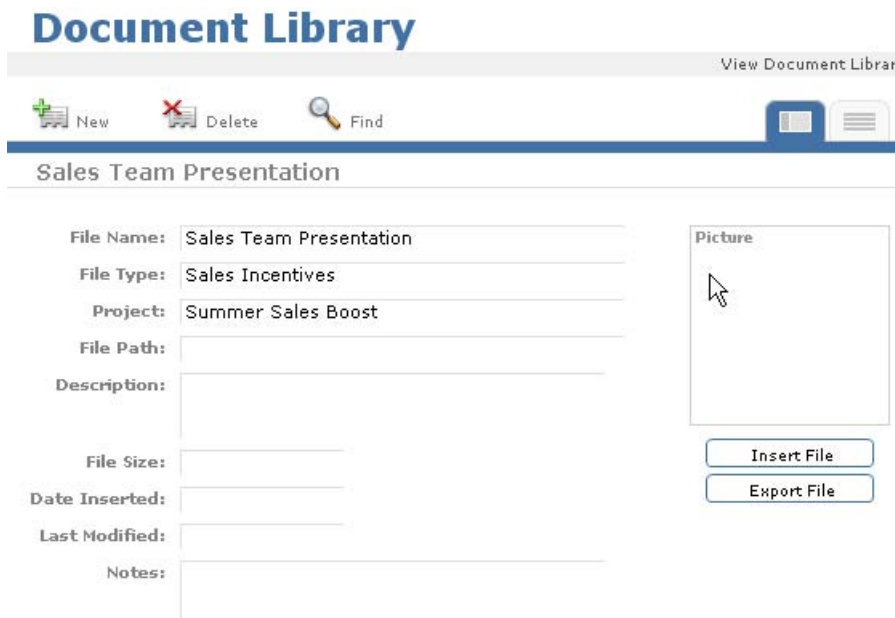 Document Library
View Document Librar
New Delete Find
Sales Team Presentation
File Name: Sales Team Presentation
Picture
File Type: Sales Incentives
Project: Summer Sales Boost
File Path:
Description:
Insert File
File Size:
Export File
Date Inserted:
Last Modified:
Notes: